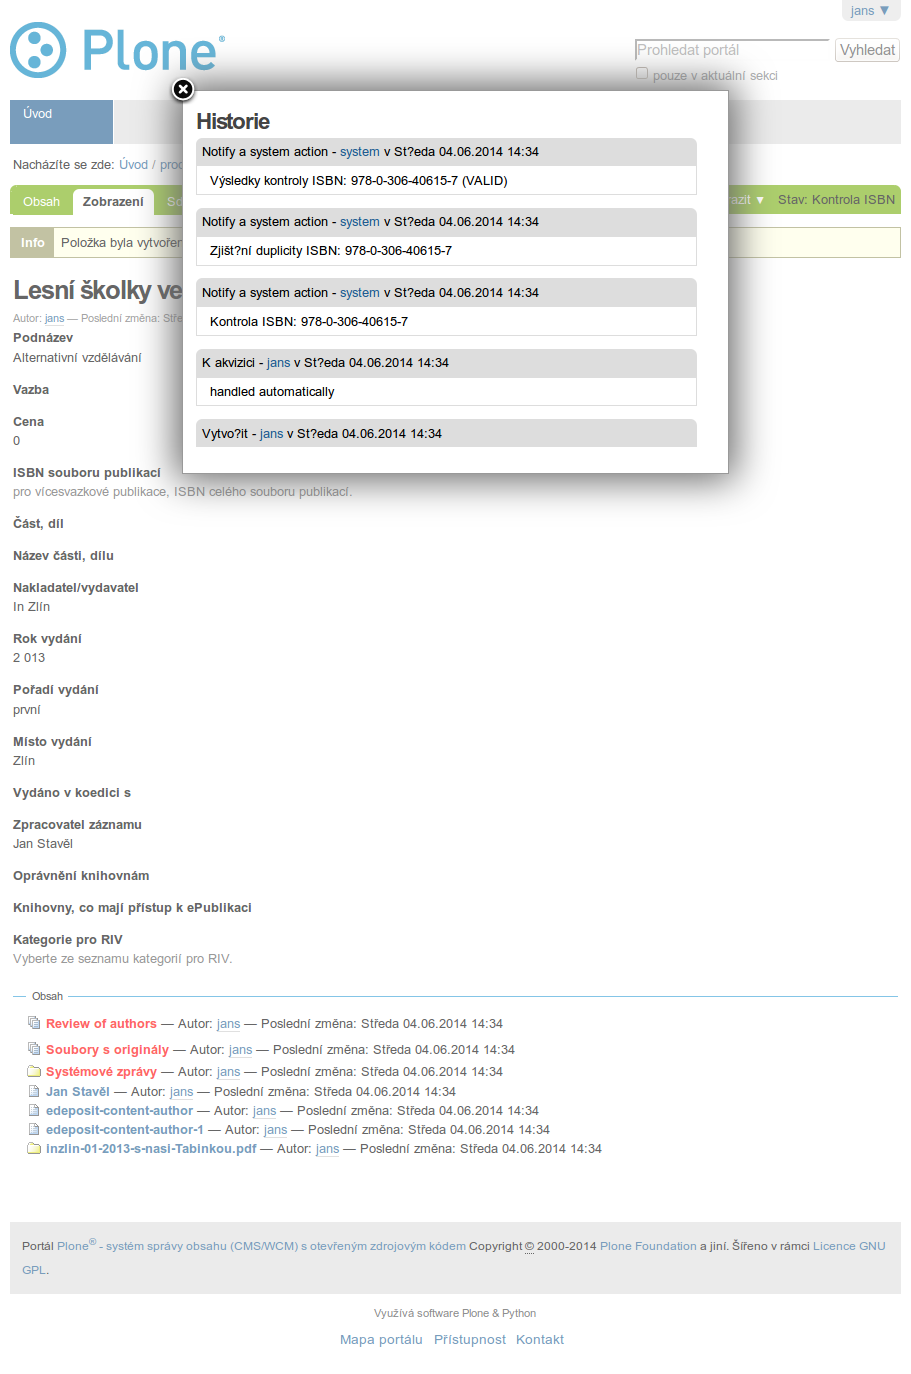 jans ▼
Plone®
Prohledat portál
Vyhledat
pouze v aktuální sekci
Úvod
Nacházíte se zde: Úvod /
Obsah Zobrazení
Stav: Kontrola ISBN
Info Položka byla
Lesní školky
Autor: jans — Poslední změna:
Historie
Notify a system action - system v St?eda 04.06.2014 14:34
Výsledky kontroly ISBN: 978-0-306-40615-7 (VALID)
Notify a system action - system v St?eda 04.06.2014 14:34
Zjišt?ní duplicity ISBN: 978-0-306-40615-7
Notify a system action - system v St?eda 04.06.2014 14:34
Kontrola ISBN: 978-0-306-40615-7
K akvizici - jans v St?eda 04.06.2014 14:34
handled automatically
Vytvo?it - jans v St?eda 04.06.2014 14:34
Podnázev
Alternativní vzdělávání
Vazba
Cena
0
ISBN souboru publikací
pro vícesvazkové publikace, ISBN celého souboru publikací.
Část, díl
Název části, dílu
Nakladatel/vydavatel
In Zlín
Rok vydání
2 013
Pořadí vydání
první
Místo vydání
Zlín
Vydáno v koedici s
Zpracovatel záznamu
Jan Stavěl
Oprávnění knihovnám
Knihovny, co mají přístup k ePublikaci
Kategorie pro RIV
Vyberte ze seznamu kategorií pro RIV.
Obsah
Review of authors — Autor: jans — Poslední změna: Středa 04.06.2014 14:34
Soubory s originály — Autor: jans — Poslední změna: Středa 04.06.2014 14:34
Systémové zprávy — Autor: jans — Poslední změna: Středa 04.06.2014 14:34
Jan Stavěl — Autor: jans — Poslední změna: Středa 04.06.2014 14:34
edeposit-content-author — Autor: jans — Poslední změna: Středa 04.06.2014 14:34
edeposit-content-author-1 — Autor: jans — Poslední změna: Středa 04.06.2014 14:34
inzlin-01-2013-s-nasi-Tabinkou.pdf — Autor: jans — Poslední změna: Středa 04.06.2014 14:34
Portál Plone® - systém správy obsahu (CMS/WCM) s otevřeným zdrojovým kódem Copyright © 2000-2014 Plone Foundation a jiní. Šířeno v rámci Licence GNU
GPL.
Využívá software Plone & Python
Mapa portálu Přístupnost Kontakt